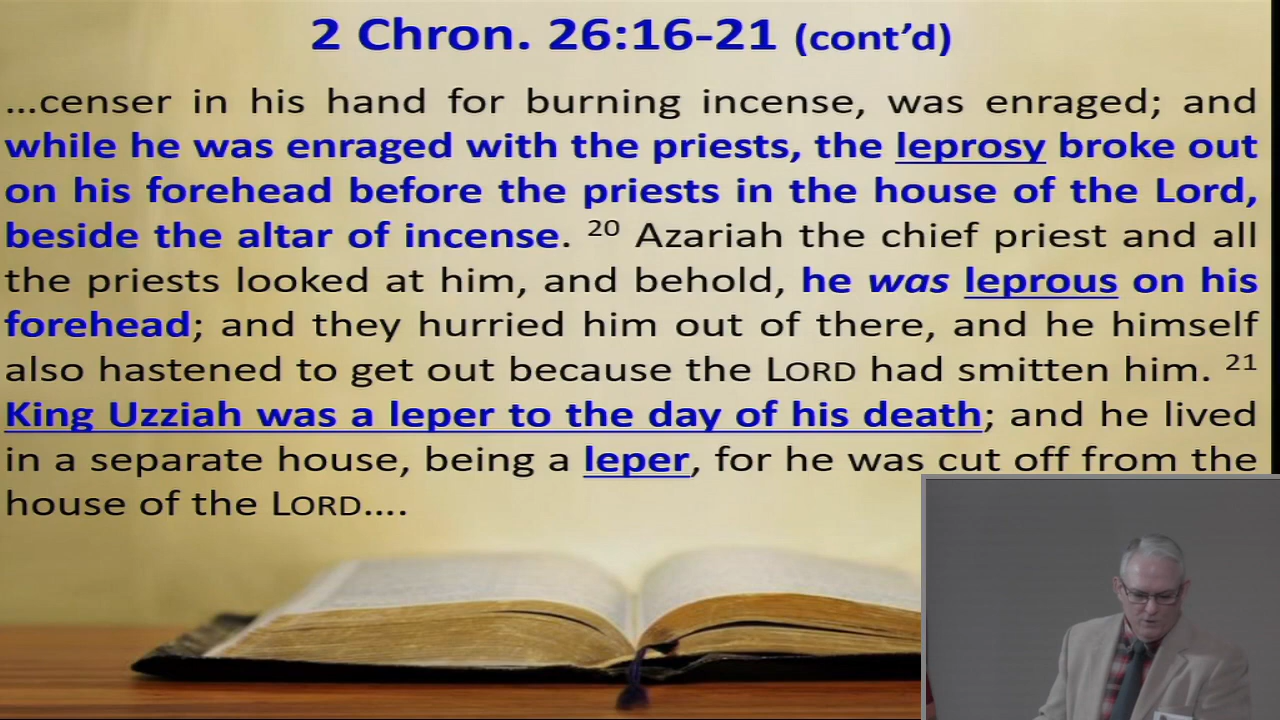 2 Chron. 26:16-21 (cont’d)
…censer in his hand for burning incense, was enraged; and
while he was enraged with the priests, the leprosy broke out
on his forehead before the priests in the house of the Lord,
beside the altar of incense. 20 Azariah the chief priest and all
the priests looked at him, and behold, he was leprous on his
forehead; and they hurried him out of there, and he himself
also hastened to get out because the LORD had smitten him. 21
King Uzziah was a leper to the day of his death; and he lived
in a separate house, being a leper, for he was cut off from the
house of the LORD….